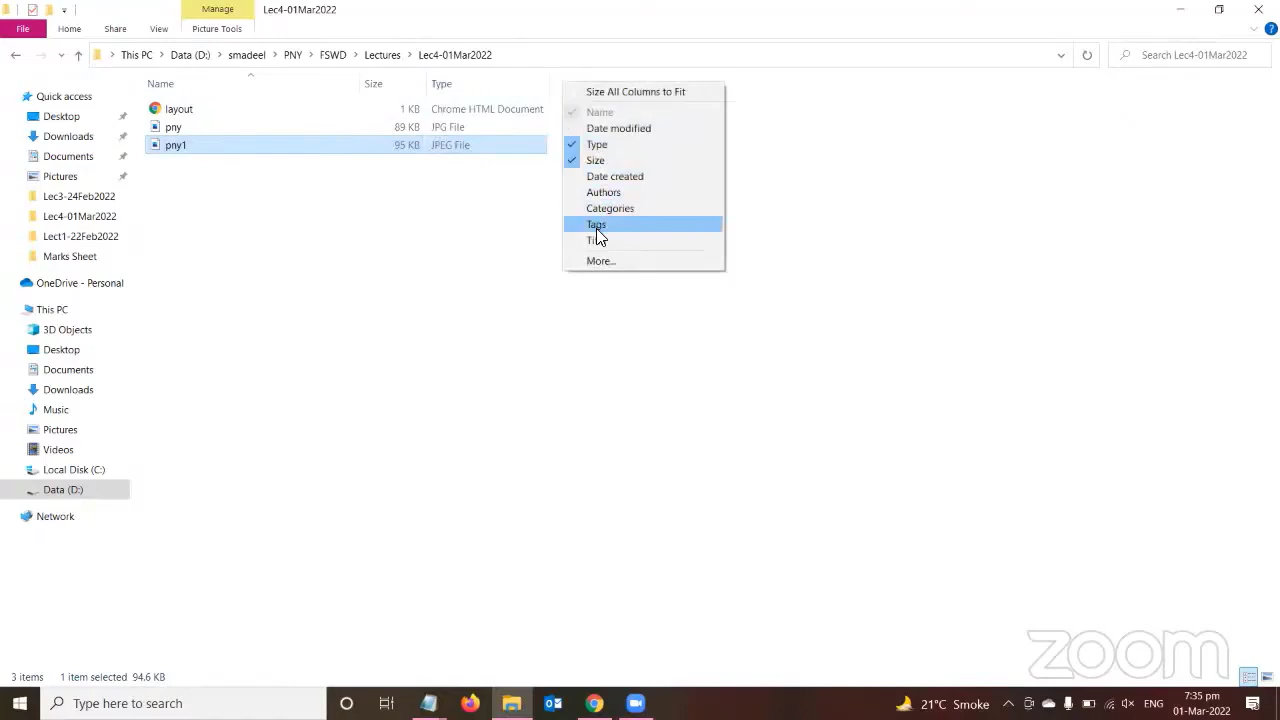 Manage
Lec4-01Mar2022
File
Home
Share
View
Picture Tools
This PC
Data (D:)
smadeel
PNY
FSWD
Lectures
Lec4-01Mar2022
Search Lec4-01Mar2022
Name
Size
Type
layout
1 KB
Chrome HTML Document
pny
89 KB
JPG File
pny1
95 KB
JPEG File
Size All Columns to Fit
Name
Date modified
Type
Size
Date created
Authors
Categories
Tags
More...
Quick access
Desktop
Downloads
Documents
Pictures
Lec3-24Feb2022
Lec4-01Mar2022
Lect1-22Feb2022
Marks Sheet
OneDrive - Personal
This PC
3D Objects
Desktop
Documents
Downloads
Music
Pictures
Videos
Local Disk (C:)
Data (D:)
Network
zoom
3 items
1 item selected 94.6 KB
Type here to search
21°C Smoke
ENG
7:35 pm
01-Mar-2022